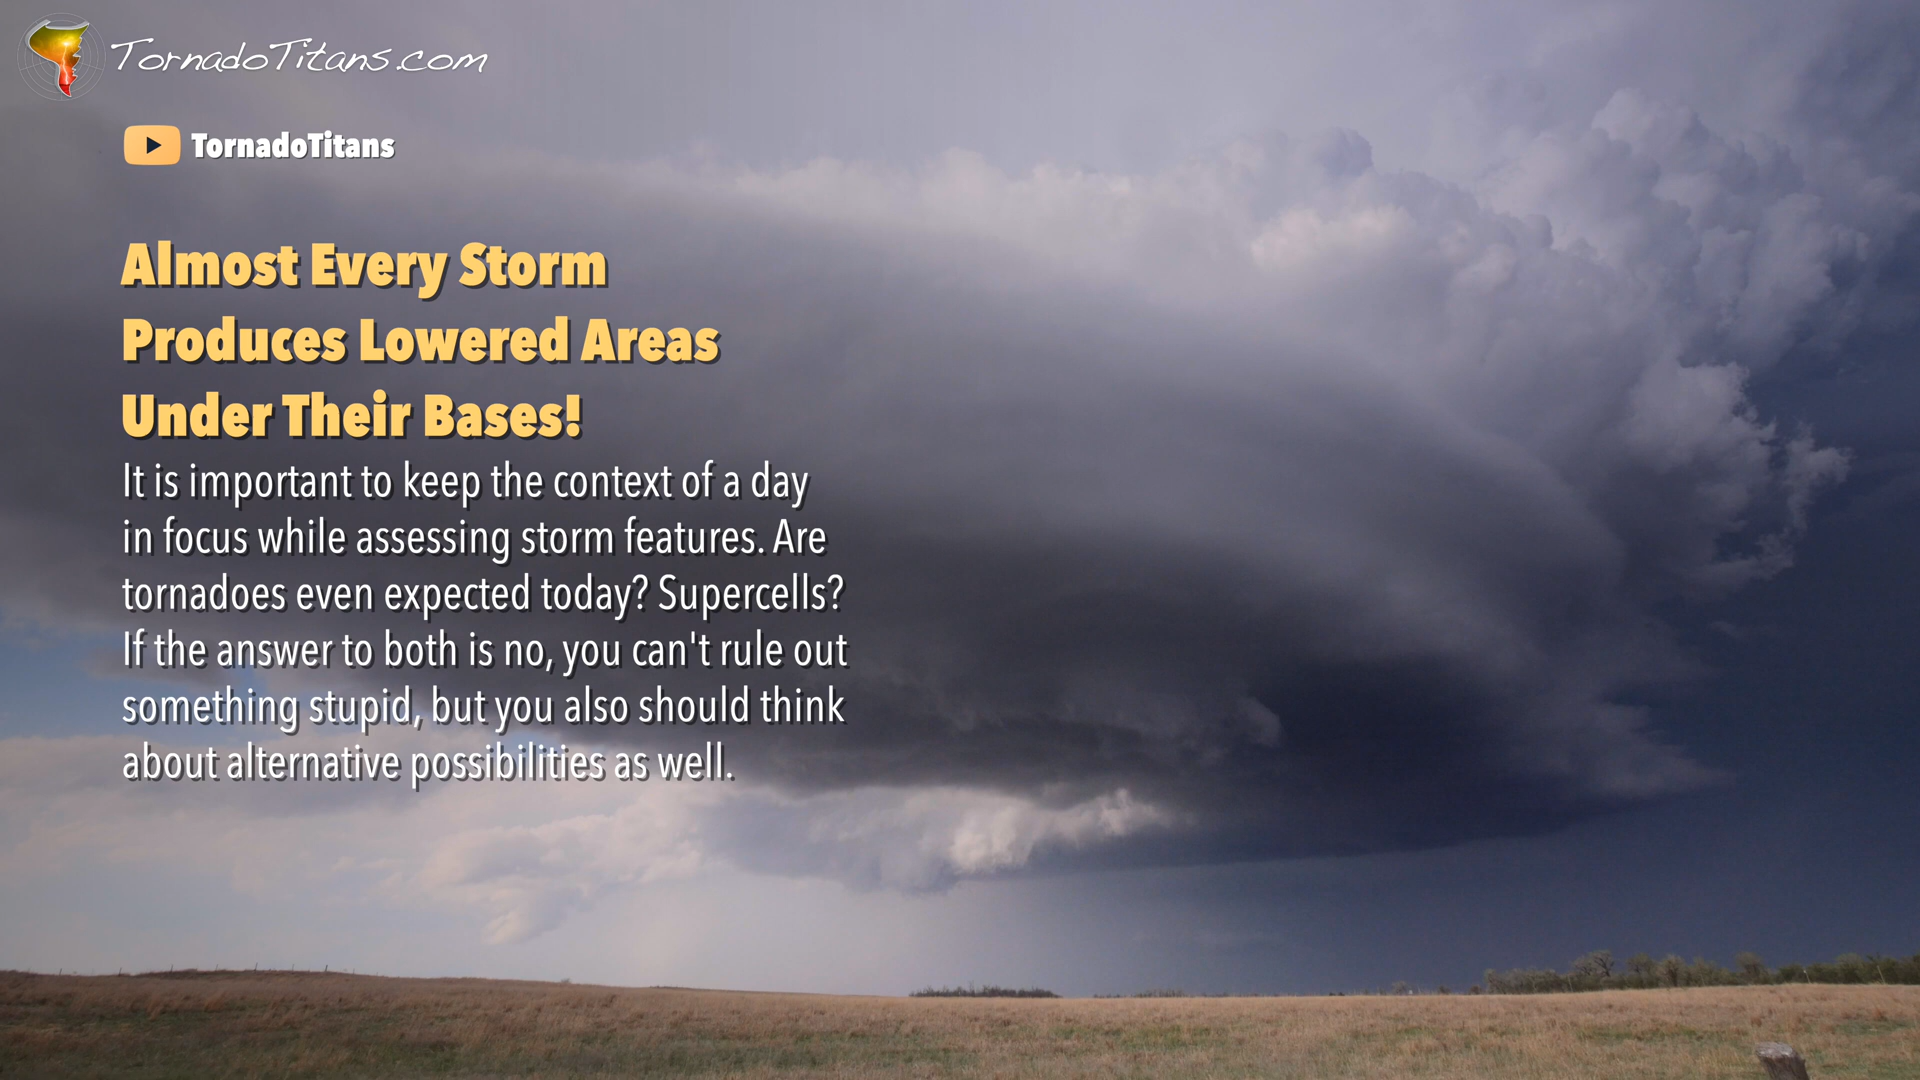 TornadoTitans.com
TornadoTitans
Almost Every Storm
Produces Lowered Areas
Under Their Bases!
It is important to keep the context of a day
in focus while assessing storm features. Are
tornadoes even expected today? Supercells?
If the answer to both is no, you can't rule out
something stupid, but you also should think
about alternative possibilities as well.